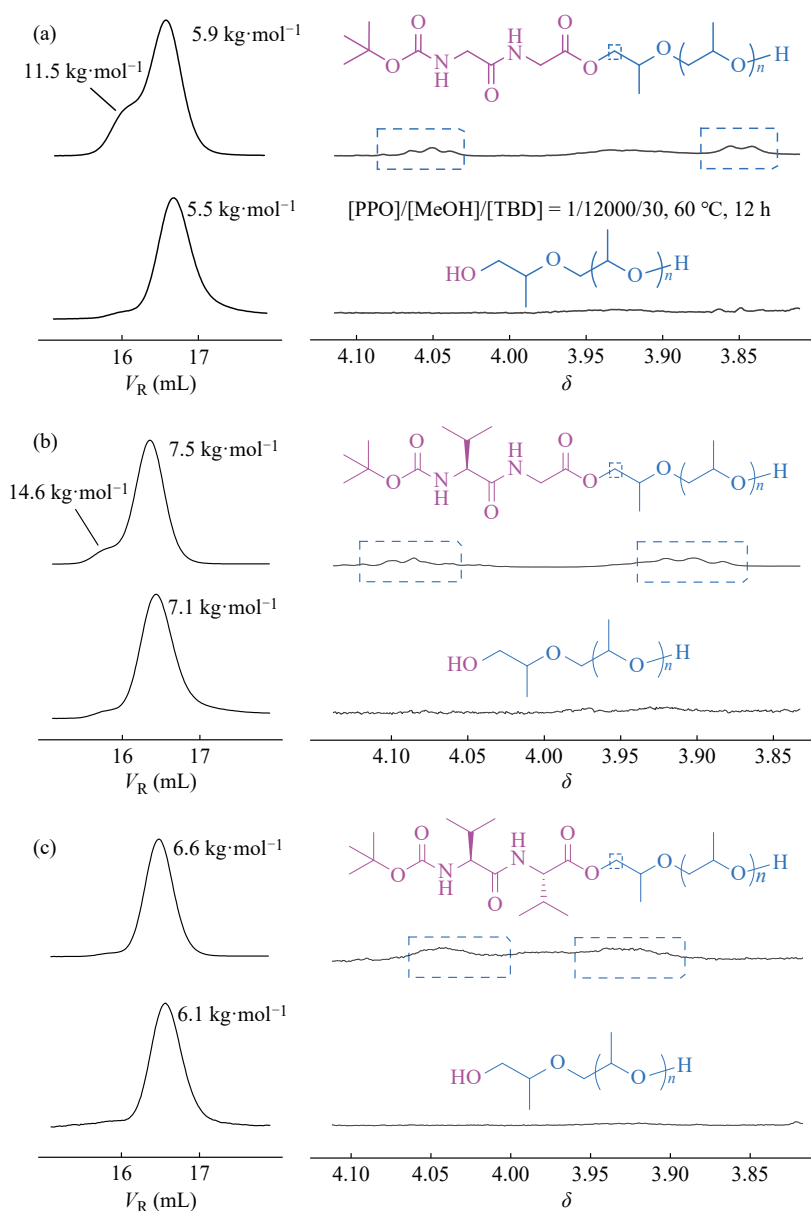 (a)
5.9 kg·mol⁻¹
11.5 kg·mol⁻¹
O
O
N
H
O
H
N
O
O
O
O
n
H
5.5 kg·mol⁻¹
[PPO]/[MeOH]/[TBD] = 1/12000/30, 60 °C, 12 h
HO
O
O
n
H
16 17
V_R (mL)
4.10 4.05 4.00 3.95 3.90 3.85
δ
(b)
7.5 kg·mol⁻¹
14.6 kg·mol⁻¹
O
O
N
H
O
H
N
O
O
O
O
n
H
7.1 kg·mol⁻¹
HO
O
O
n
H
16 17
V_R (mL)
4.10 4.05 4.00 3.95 3.90 3.85
δ
(c)
6.6 kg·mol⁻¹
O
O
N
H
O
H
N
O
O
O
O
n
H
6.1 kg·mol⁻¹
HO
O
O
n
H
16 17
V_R (mL)
4.10 4.05 4.00 3.95 3.90 3.85
δ